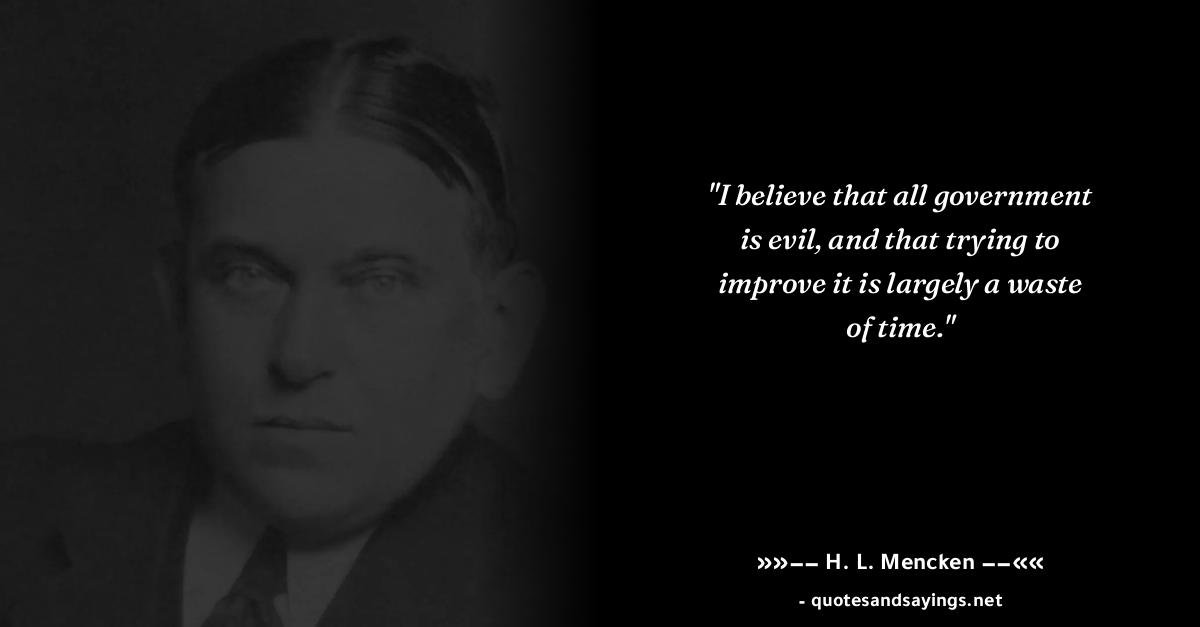 "I believe that all government
is evil, and that trying to
improve it is largely a waste
of time."
»»−− H. L. Mencken −−««
- quotesandsayings.net